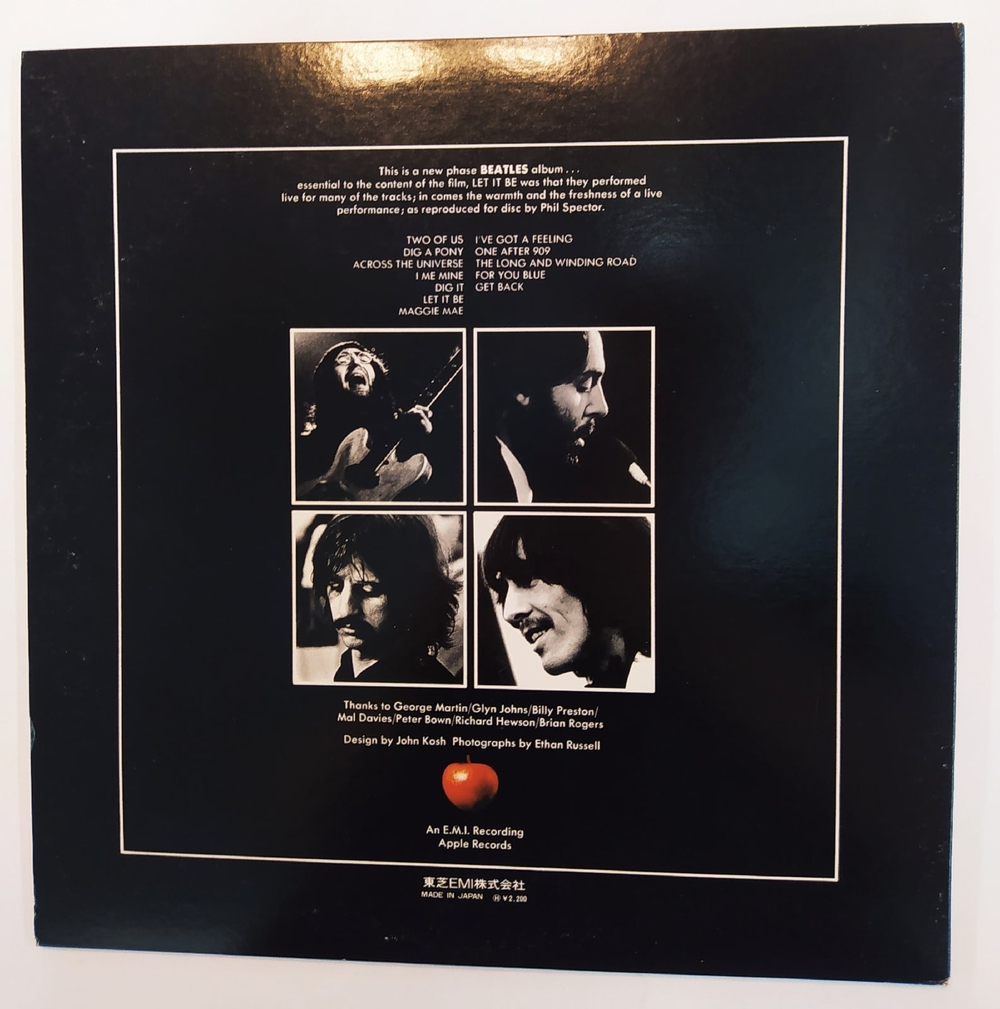 This is a new phase BEATLES album . . .
essential to the content of the film, LET IT BE was that they performed
live for many of the tracks; in comes the warmth and the freshness of a live
performance; as reproduced for disc by Phil Spector.
TWO OF US
DIG A PONY
ACROSS THE UNIVERSE
I ME MINE
DIG IT
LET IT BE
MAGGIE MAE
I'VE GOT A FEELING
ONE AFTER 909
THE LONG AND WINDING ROAD
FOR YOU BLUE
GET BACK
Thanks to George Martin/Glyn Johns/Billy Preston/
Mal Davies/Peter Bown/Richard Hewson/Brian Rogers
Design by John Kosh Photographs by Ethan Russell
An E.M.I. Recording
Apple Records
東芝EMI株式会社
MADE IN JAPAN Ⓗ ¥2,200